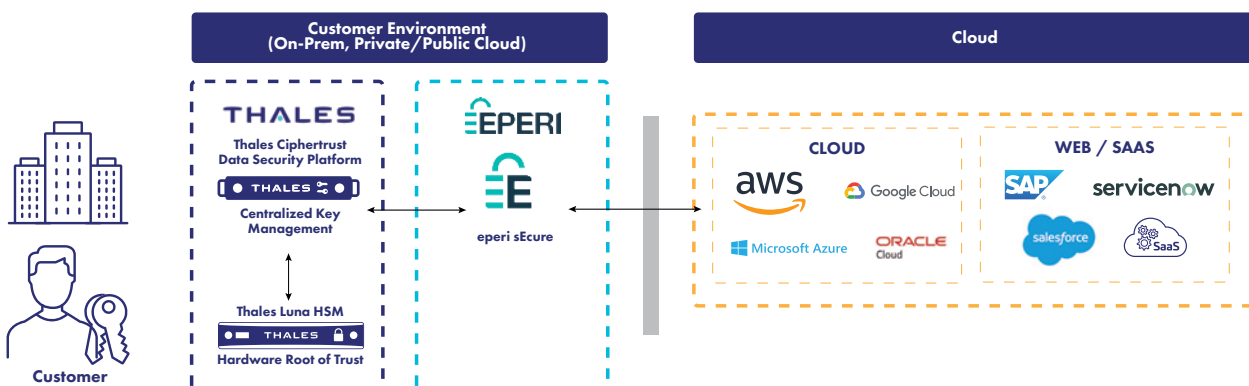 Customer Environment
(On-Prem, Private/Public Cloud)
Cloud
THALES
Thales Ciphertrust
Data Security Platform
THALES
Centralized Key
Management
Thales Luna HSM
THALES
Hardware Root of Trust
EPERI
E
eperi sEcure
CLOUD
aws
Google Cloud
Microsoft Azure
ORACLE
Cloud
WEB / SAAS
SAP
servicenow
salesforce
SaaS
Customer